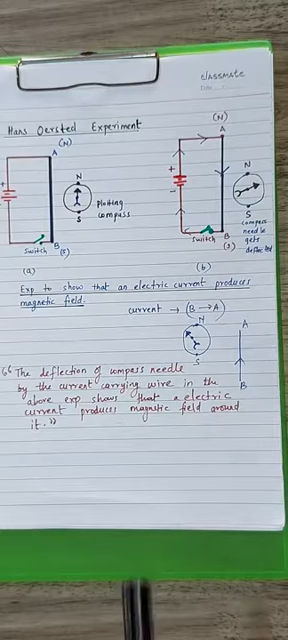 classmate
Date
Hans Oersted Experiment
(N)
A
+
-
N
S
Plotting
compass
Switch
B
(S)
(a)
(N)
A
+
-
N
S
compass
needle
gets
deflected
Switch
B
(S)
(b)
Exp to show that an electric current produces
magnetic field.
current → (B → A)
N
S
A
B
"The deflection of compass needle
by the current carrying wire in the
above exp shows that a electric
current produces magnetic field around
it."